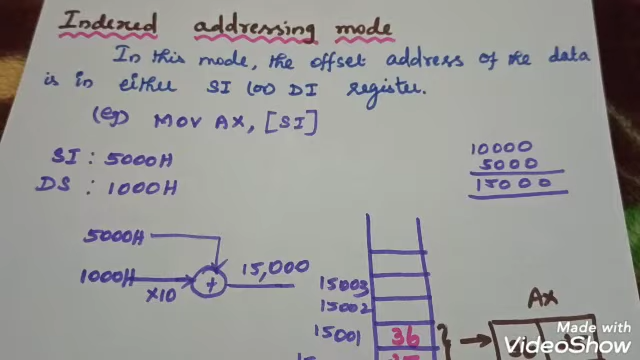 Indexed addressing mode
In this mode, the offset address of the data
is in either SI (or) DI register.
(eg) MOV AX, [SI]
SI : 5000H
DS : 1000H
10000
5000
15000
5000H
1000H
×10
+
15,000
15003
15002
15001
36
AX
Made with
VideoShow